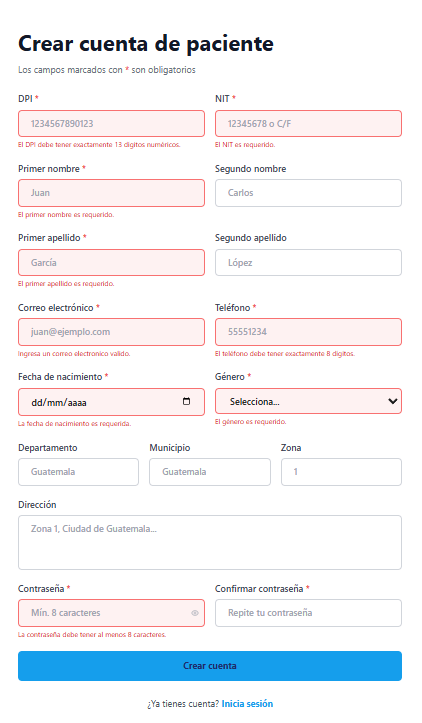 Crear cuenta de paciente
Los campos marcados con * son obligatorios
DPI * NIT *
1234567890123 12345678 o C/F
El DPI debe tener exactamente 13 digitos numéricos. El NIT es requerido.
Primer nombre * Segundo nombre
Juan Carlos
El primer nombre es requerido.
Primer apellido * Segundo apellido
García López
El primer apellido es requerido.
Correo electrónico * Teléfono *
juan@ejemplo.com 55551234
Ingresa un correo electronico valido. El teléfono debe tener exactamente 8 digitos.
Fecha de nacimiento * Género *
dd/mm/aaaa Selecciona...
La fecha de nacimiento es requerida. El género es requerido.
Departamento Municipio Zona
Guatemala Guatemala 1
Dirección
Zona 1, Ciudad de Guatemala...
Contraseña * Confirmar contraseña *
Mín. 8 caracteres Repite tu contraseña
La contraseña debe tener al menos 8 caracteres.
Crear cuenta
¿Ya tienes cuenta? Inicia sesión